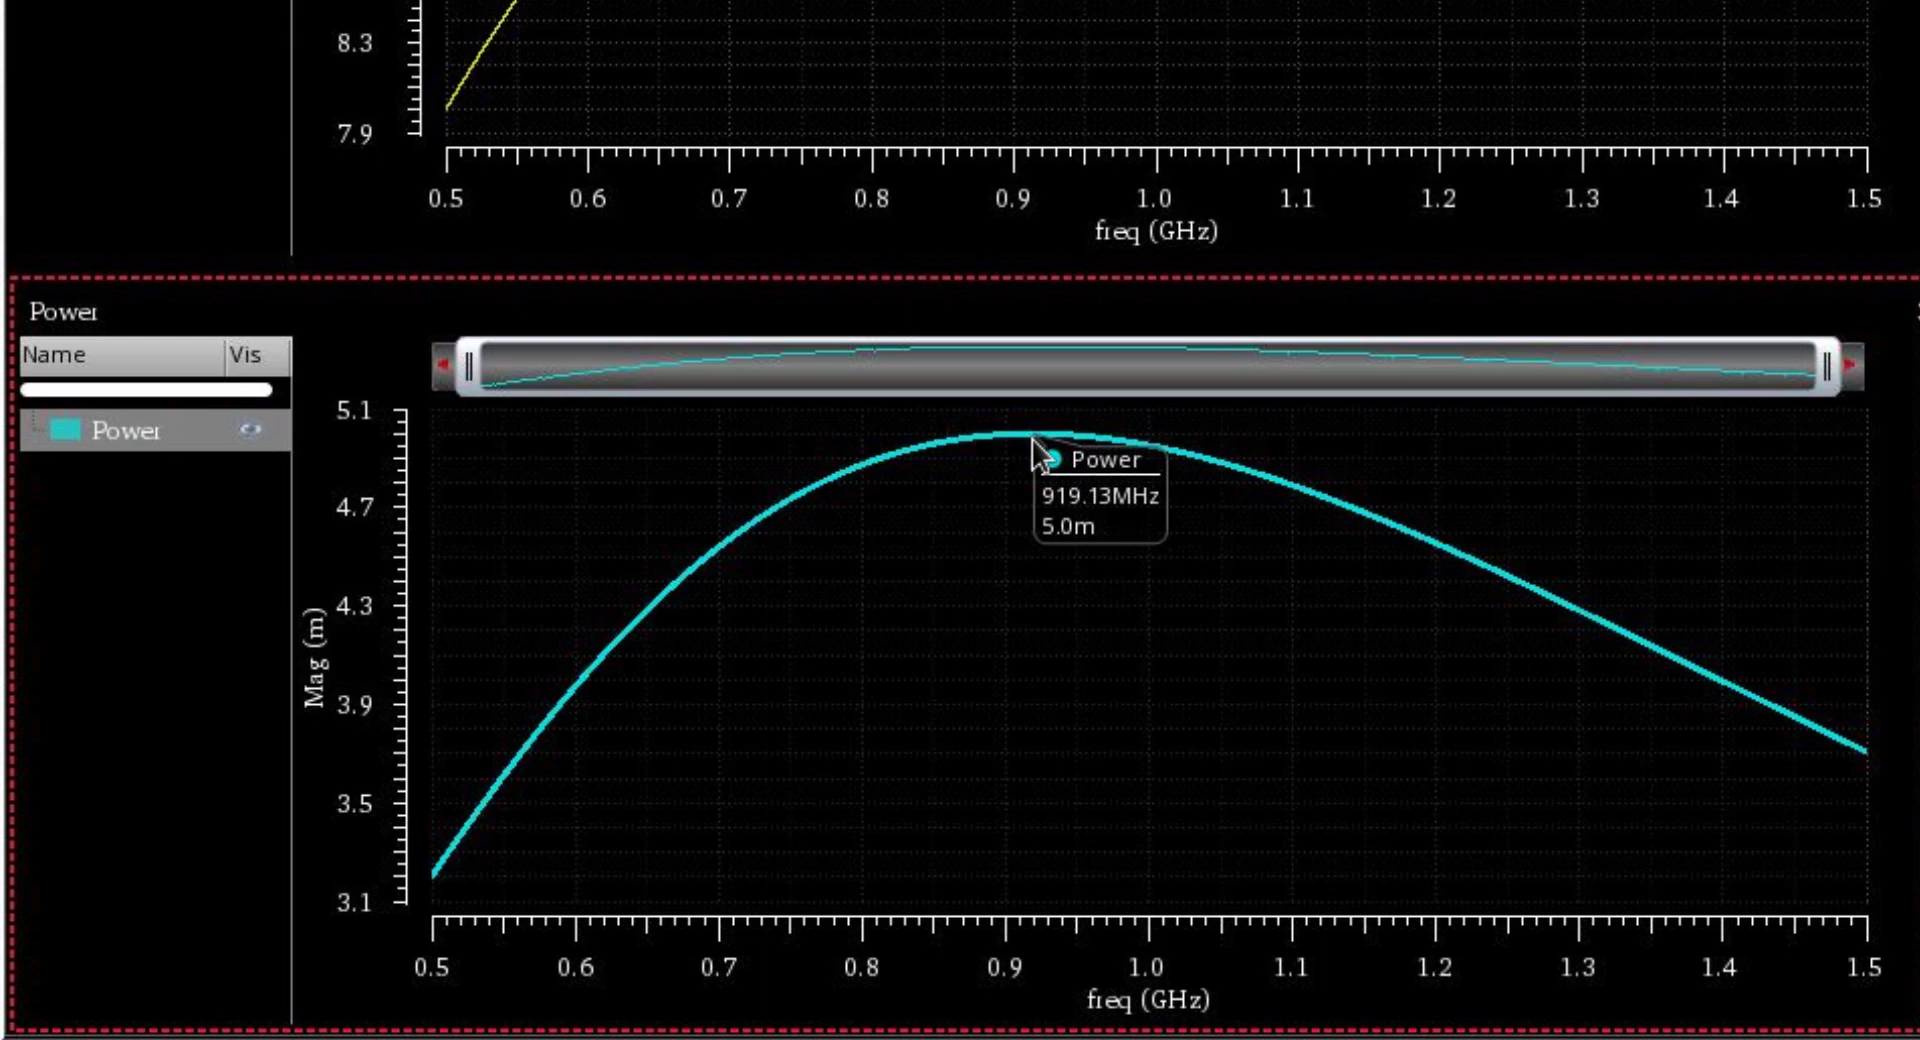 8.3
7.9
0.5 0.6 0.7 0.8 0.9 1.0 1.1 1.2 1.3 1.4 1.5
freq (GHz)
Power
Name Vis
Power
5.1
4.7
4.3
3.9
3.5
3.1
Mag (m)
Power
919.13MHz
5.0m
0.5 0.6 0.7 0.8 0.9 1.0 1.1 1.2 1.3 1.4 1.5
freq (GHz)